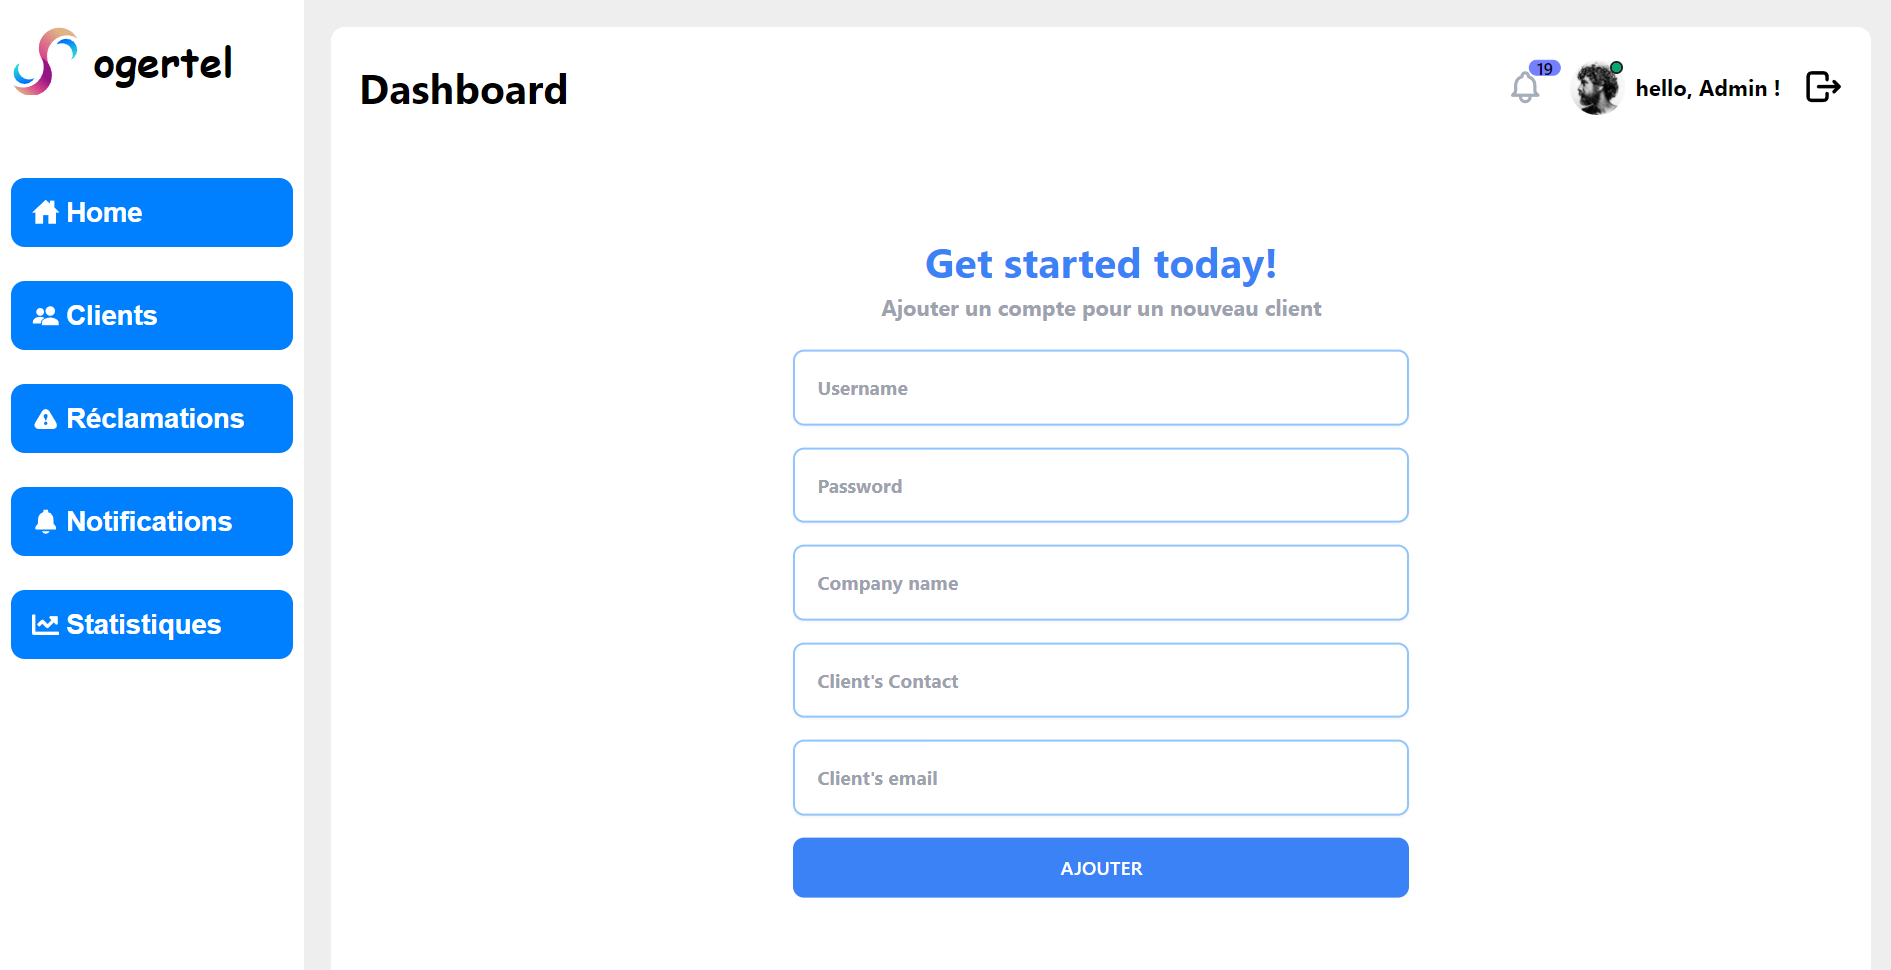 ogertel
Dashboard
19
hello, Admin !
Home
Clients
Réclamations
Notifications
Statistiques
Get started today!
Ajouter un compte pour un nouveau client
Username
Password
Company name
Client's Contact
Client's email
AJOUTER